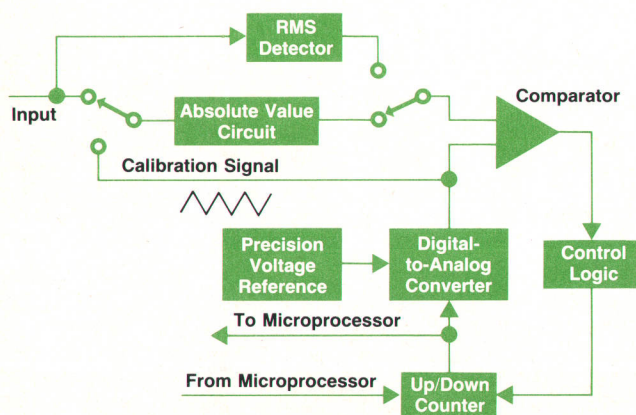 RMS
Detector
Input
Absolute Value
Circuit
Comparator
Calibration Signal
Precision
Voltage
Reference
Digital-
to-Analog
Converter
Control
Logic
To Microprocessor
From Microprocessor
Up/Down
Counter